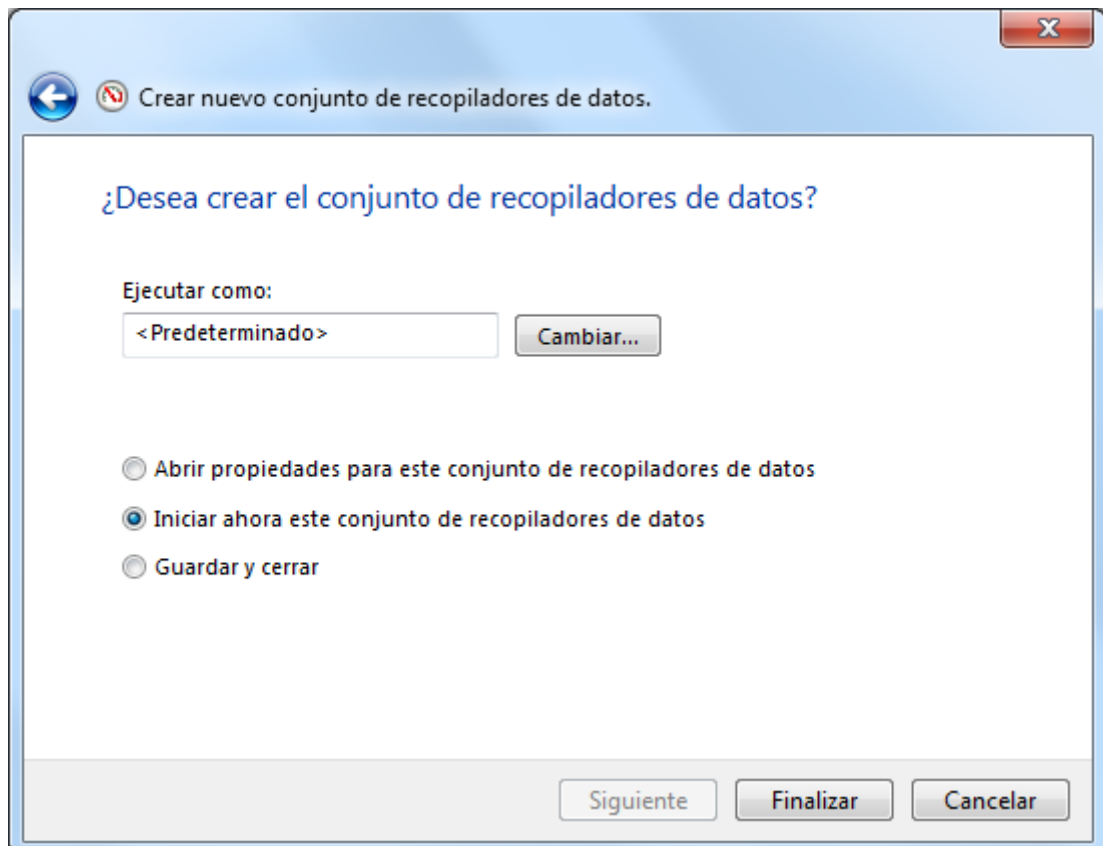 Crear nuevo conjunto de recopiladores de datos.
¿Desea crear el conjunto de recopiladores de datos?
Ejecutar como:
<Predeterminado>
Cambiar...
Abrir propiedades para este conjunto de recopiladores de datos
Iniciar ahora este conjunto de recopiladores de datos
Guardar y cerrar
Siguiente
Finalizar
Cancelar